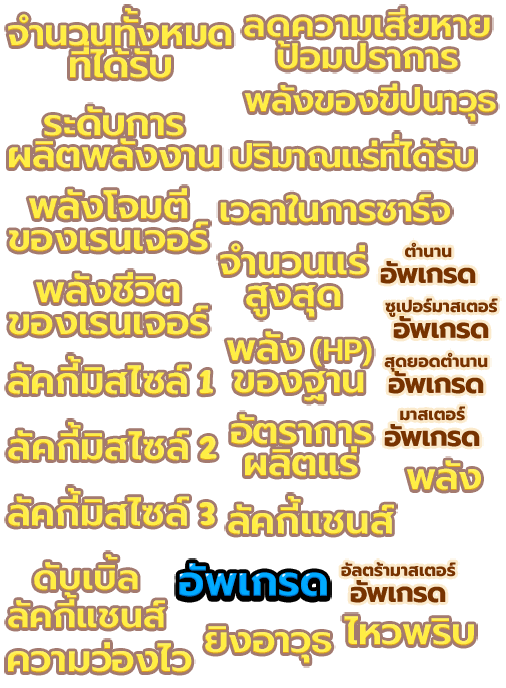 จำนวนทั้งหมด
ที่ได้รับ
ลดความเสียหาย
ป้อมปราการ
พลังของขีปนาวุธ
ระดับการ
ผลิตพลังงาน
ปริมาณแร่ที่ได้รับ
พลังโจมตี
ของเรนเจอร์
เวลาในการชาร์จ
จำนวนแร่
สูงสุด
ตำนาน
อัพเกรด
พลังชีวิต
ของเรนเจอร์
ซูเปอร์มาสเตอร์
อัพเกรด
พลัง (HP)
ของฐาน
สุดยอดตำนาน
อัพเกรด
ลัคกี้มิสไซล์ 1
มาสเตอร์
อัพเกรด
อัตราการ
ผลิตแร่
ลัคกี้มิสไซล์ 2
พลัง
ลัคกี้มิสไซล์ 3
ลัคกี้แชนส์
ดับเบิ้ล
ลัคกี้แชนส์
อัพเกรด
อัลตร้ามาสเตอร์
อัพเกรด
ความว่องไว
ยิงอาวุธ
ไหวพริบ